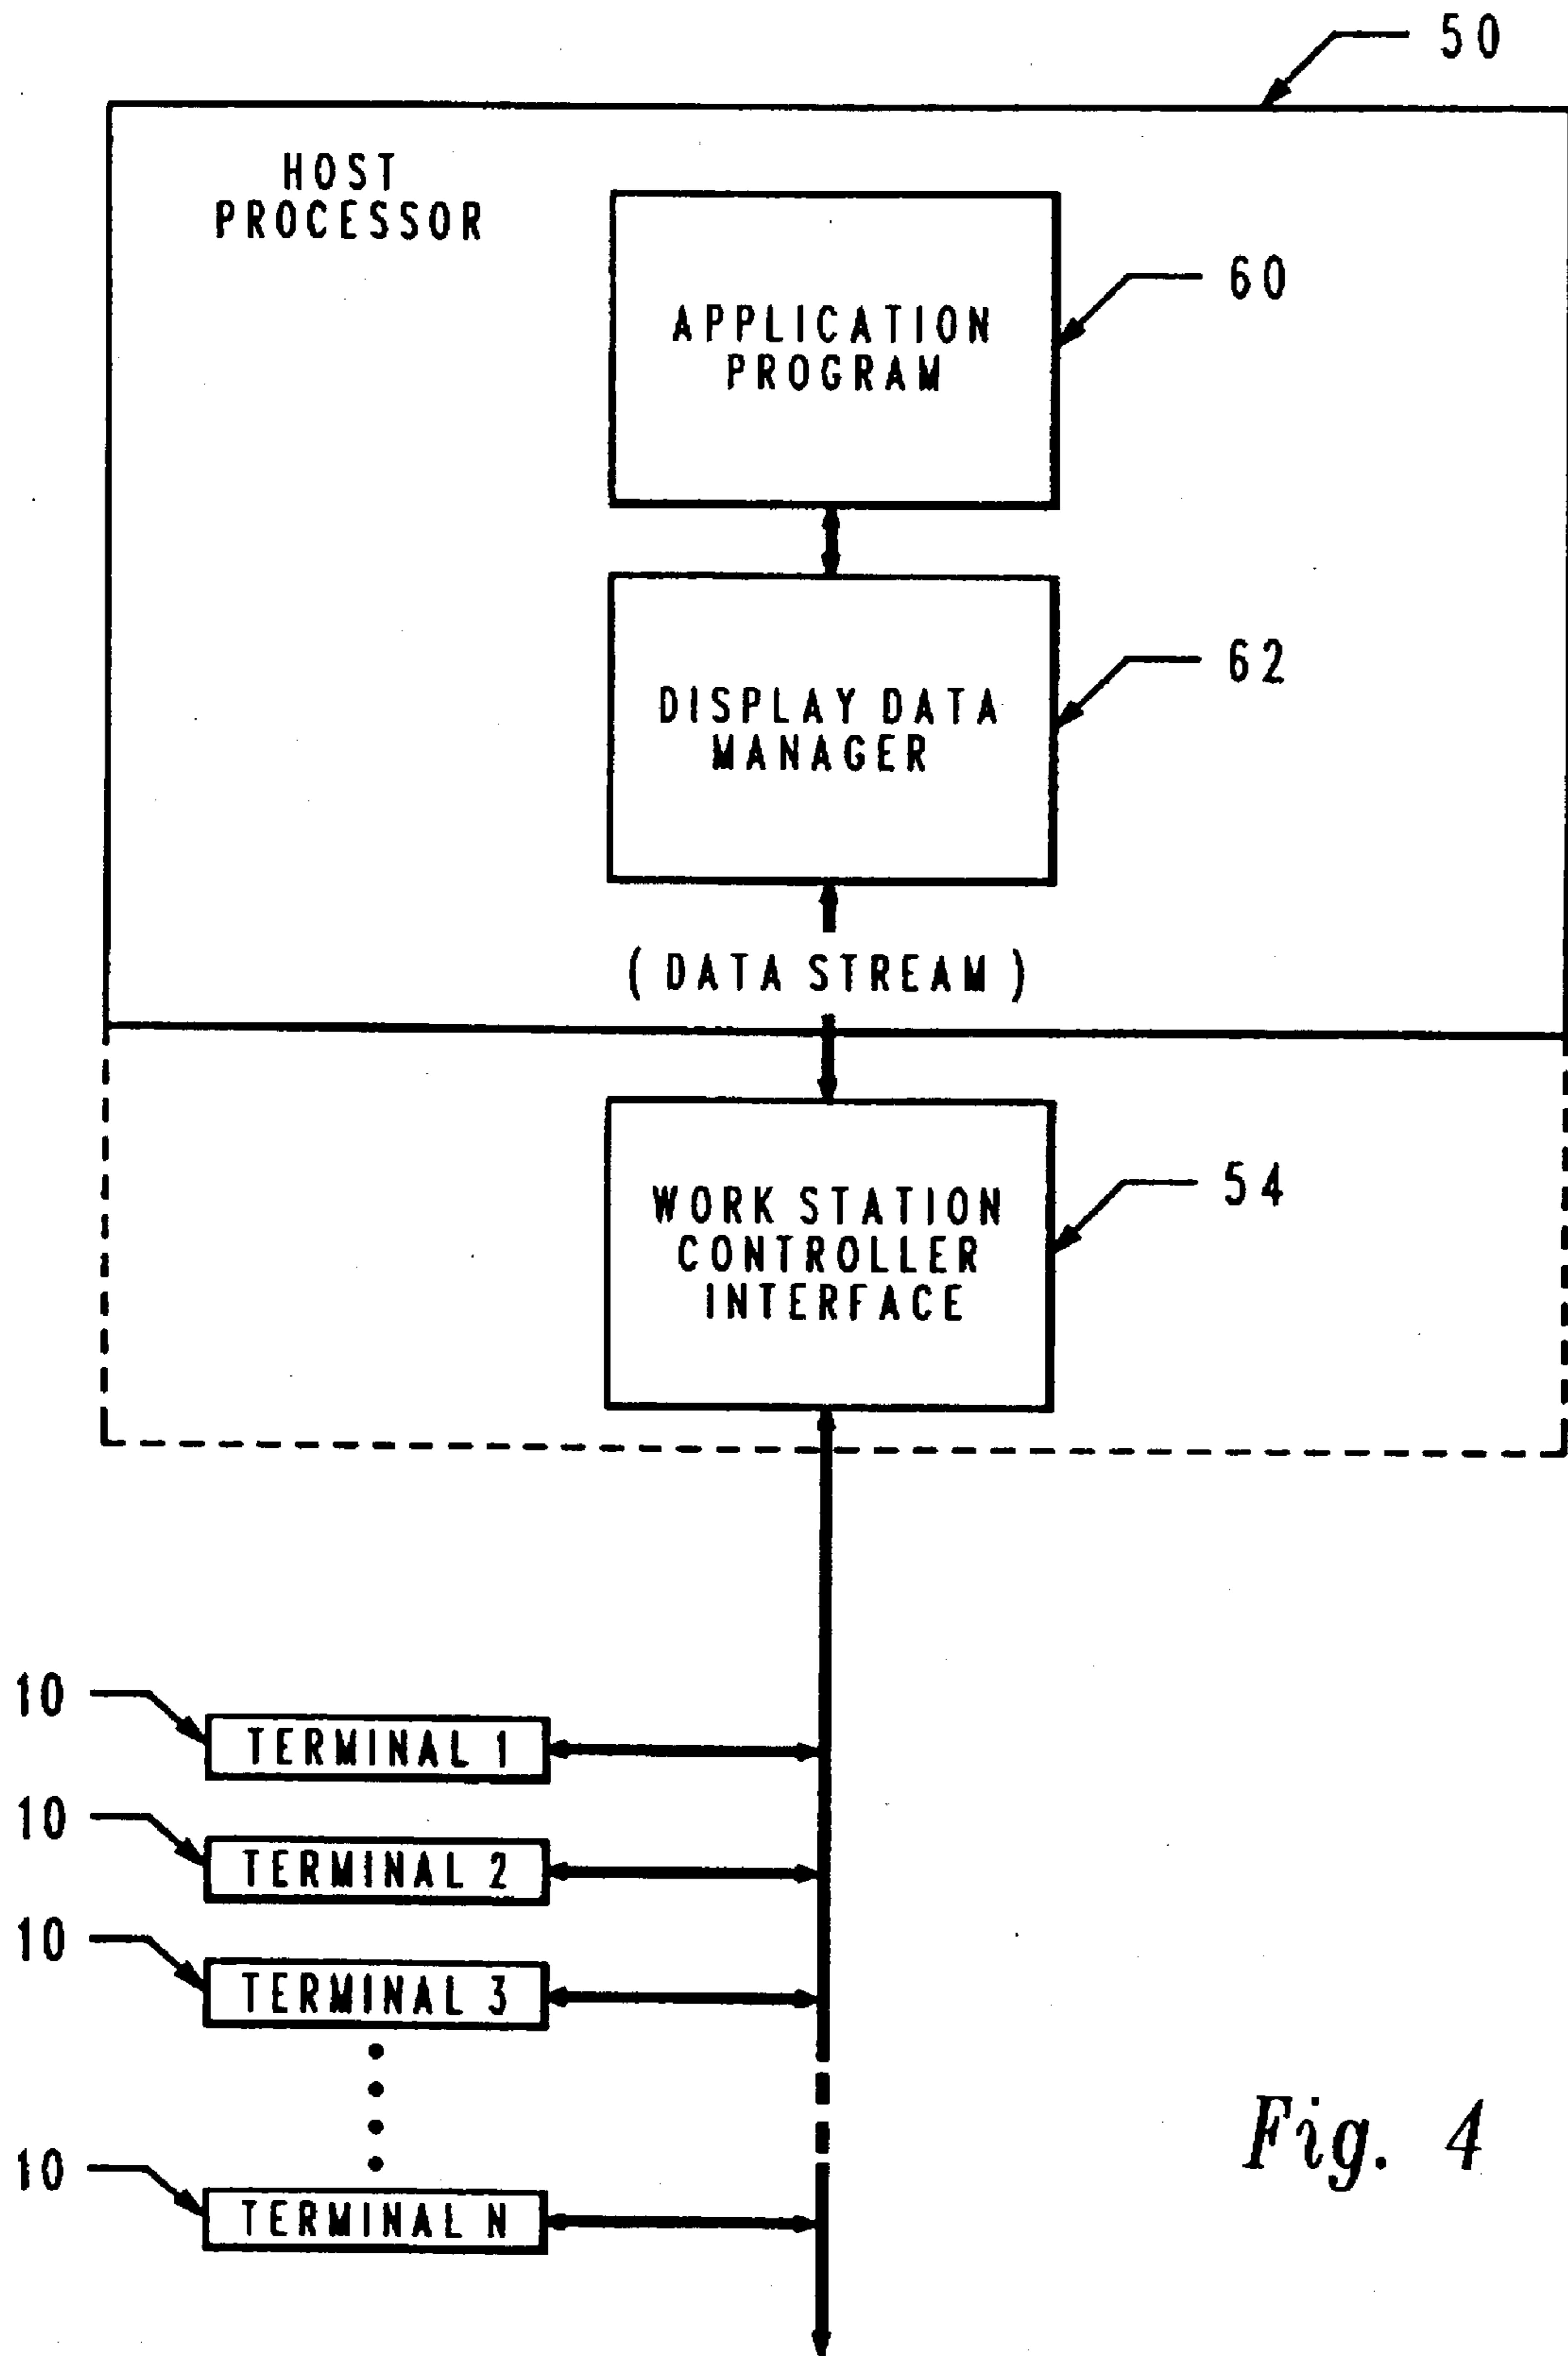 50
HOST
PROCESSOR
APPLICATION
PROGRAM
60
DISPLAY DATA
MANAGER
62
( DATA STREAM )
WORK STATION
CONTROLLER
INTERFACE
54
10
TERMINAL 1
10
TERMINAL 2
10
TERMINAL 3
10
TERMINAL N
Fig. 4